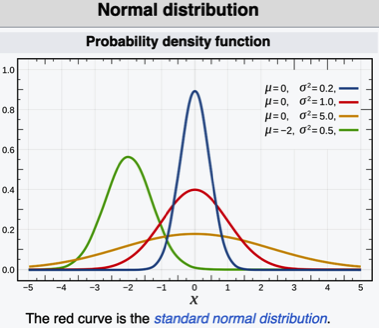 Normal distribution
Probability density function
1.0
0.8
0.6
0.4
0.2
0.0
μ=0, σ²=0.2,
μ=0, σ²=1.0,
μ=0, σ²=5.0,
μ=−2, σ²=0.5,
−5 −4 −3 −2 −1 0 1 2 3 4 5
x
The red curve is the standard normal distribution.